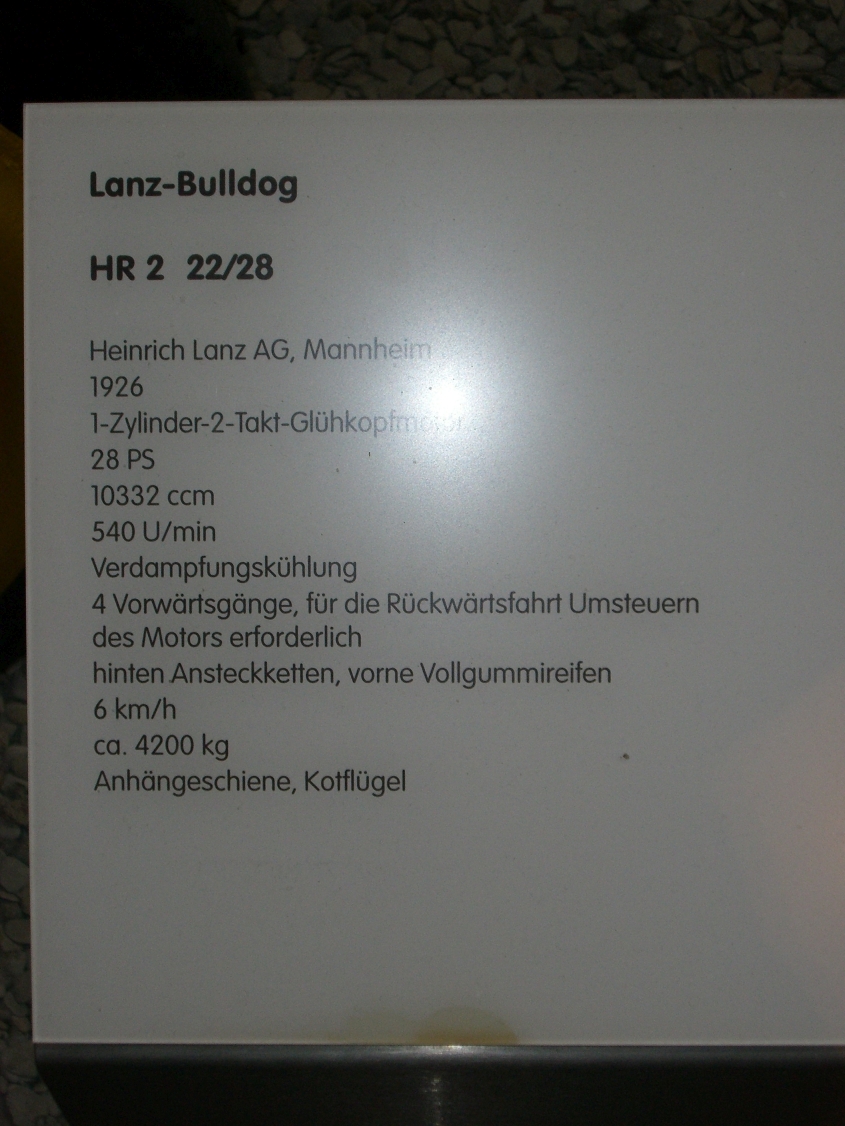 Lanz-Bulldog
HR 2 22/28
Heinrich Lanz AG, Mannheim
1926
1-Zylinder-2-Takt-Glühkopfmotor
28 PS
10332 ccm
540 U/min
Verdampfungskühlung
4 Vorwärtsgänge, für die Rückwärtsfahrt Umsteuern
des Motors erforderlich
hinten Ansteckketten, vorne Vollgummireifen
6 km/h
ca. 4200 kg
Anhängeschiene, Kotflügel